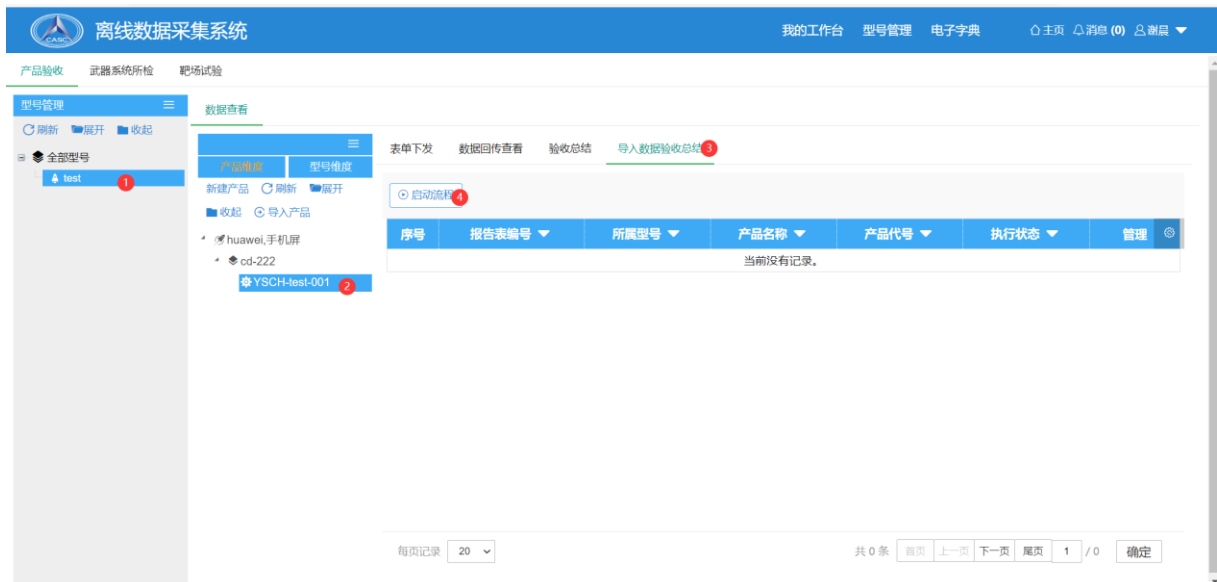 CASC 离线数据采集系统 我的工作台 型号管理 电子字典 主页 消息 (0) 谢晨
产品验收 武器系统所检 靶场试验
型号管理
刷新 展开 收起
全部型号
test 1
数据查看
产品维度 型号维度
新建产品 刷新 展开
收起 导入产品
huawei,手机屏
cd-222
YSCH-test-001 2
表单下发 数据回传查看 验收总结 导入数据验收总结 3
启动流程 4
序号 报告表编号 所属型号 产品名称 产品代号 执行状态 管理
当前没有记录。
每页记录 20 共 0 条 首页 上一页 下一页 尾页 1 / 0 确定